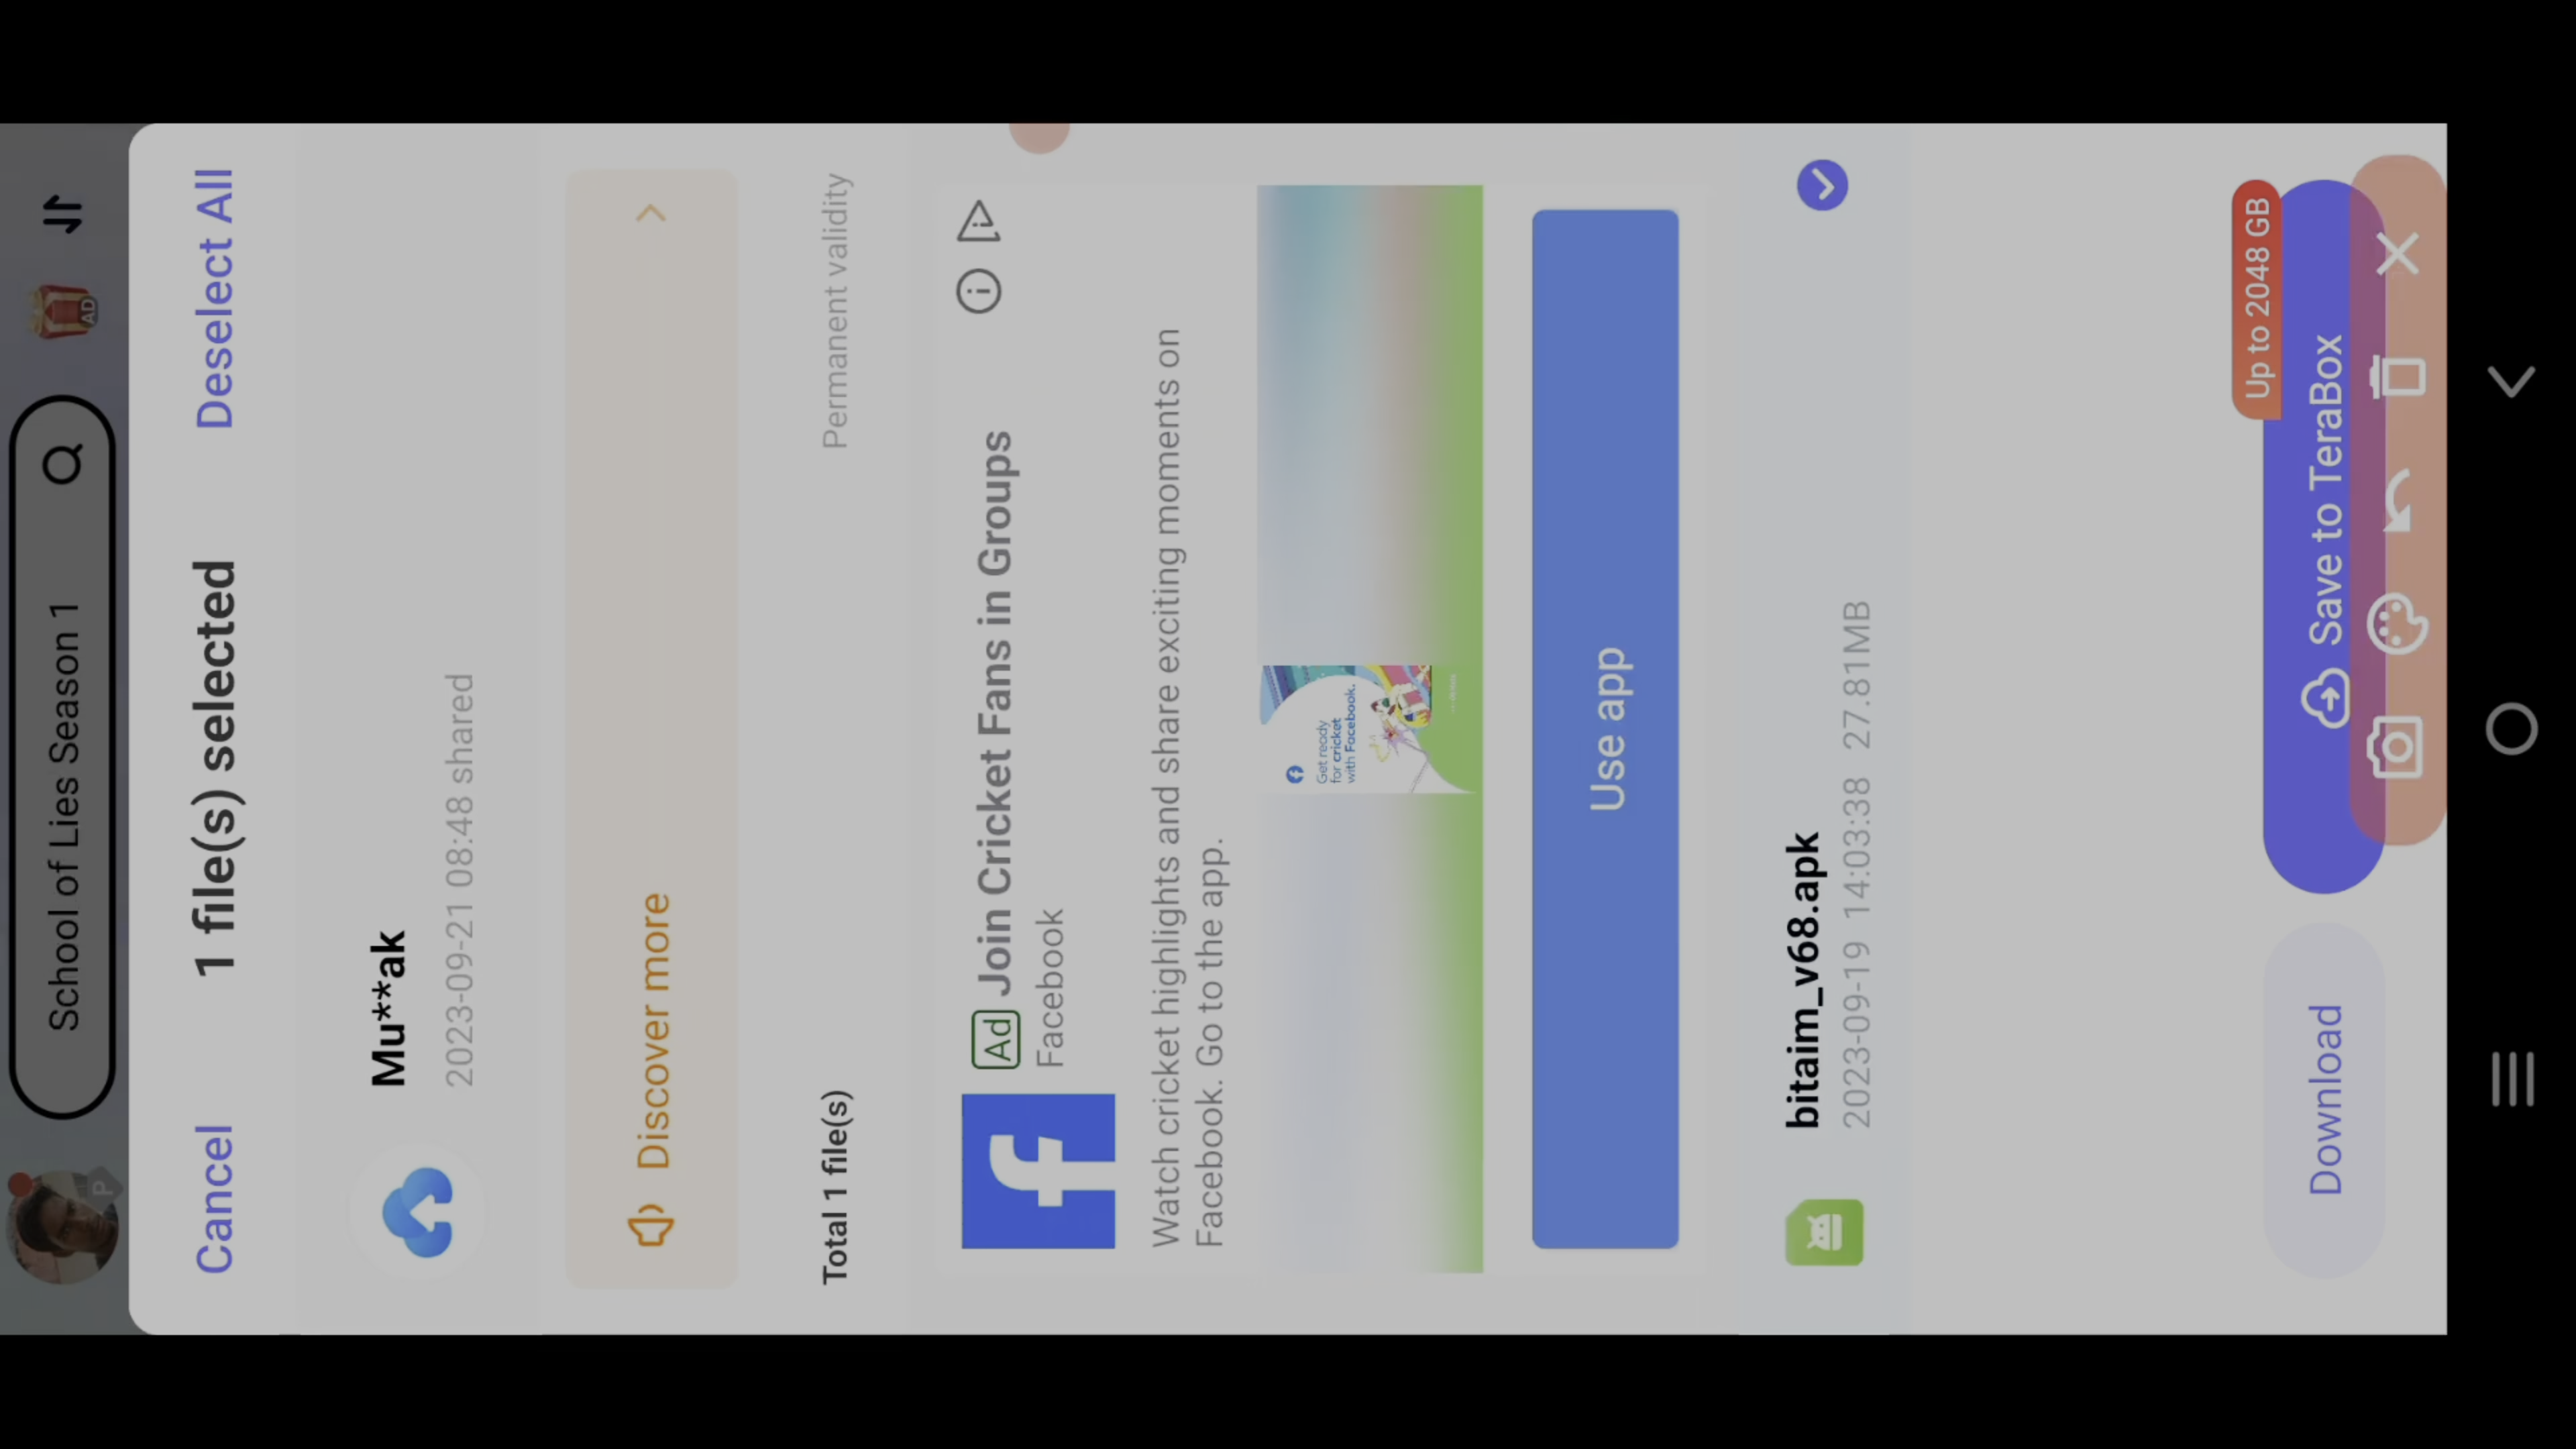 School of Lies Season 1
AD
P
Cancel
1 file(s) selected
Deselect All
Mu**ak
2023-09-21 08:48 shared
Discover more
Total 1 file(s)
Permanent validity
Ad
Join Cricket Fans in Groups
Facebook
Watch cricket highlights and share exciting moments on
Facebook. Go to the app.
Get ready
for cricket
with Facebook.
Use app
bitaim_v68.apk
2023-09-19 14:03:38 27.81MB
Up to 2048 GB
Download
Save to TeraBox